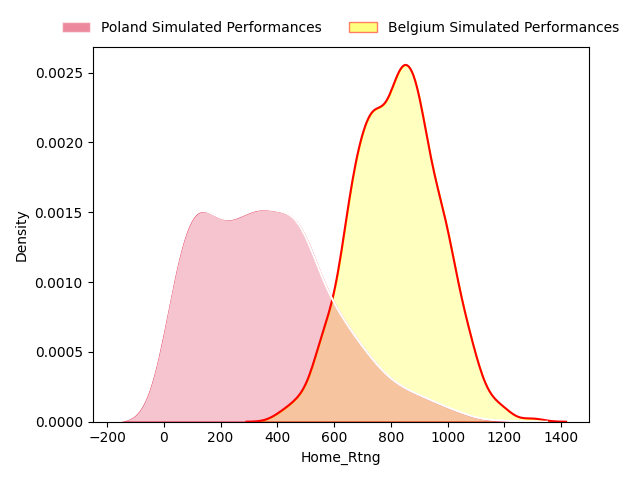 Poland Simulated Performances Belgium Simulated Performances
0.0025
0.0020
0.0015
0.0010
0.0005
0.0000
Density
−200 0 200 400 600 800 1000 1200 1400
Home_Rtng